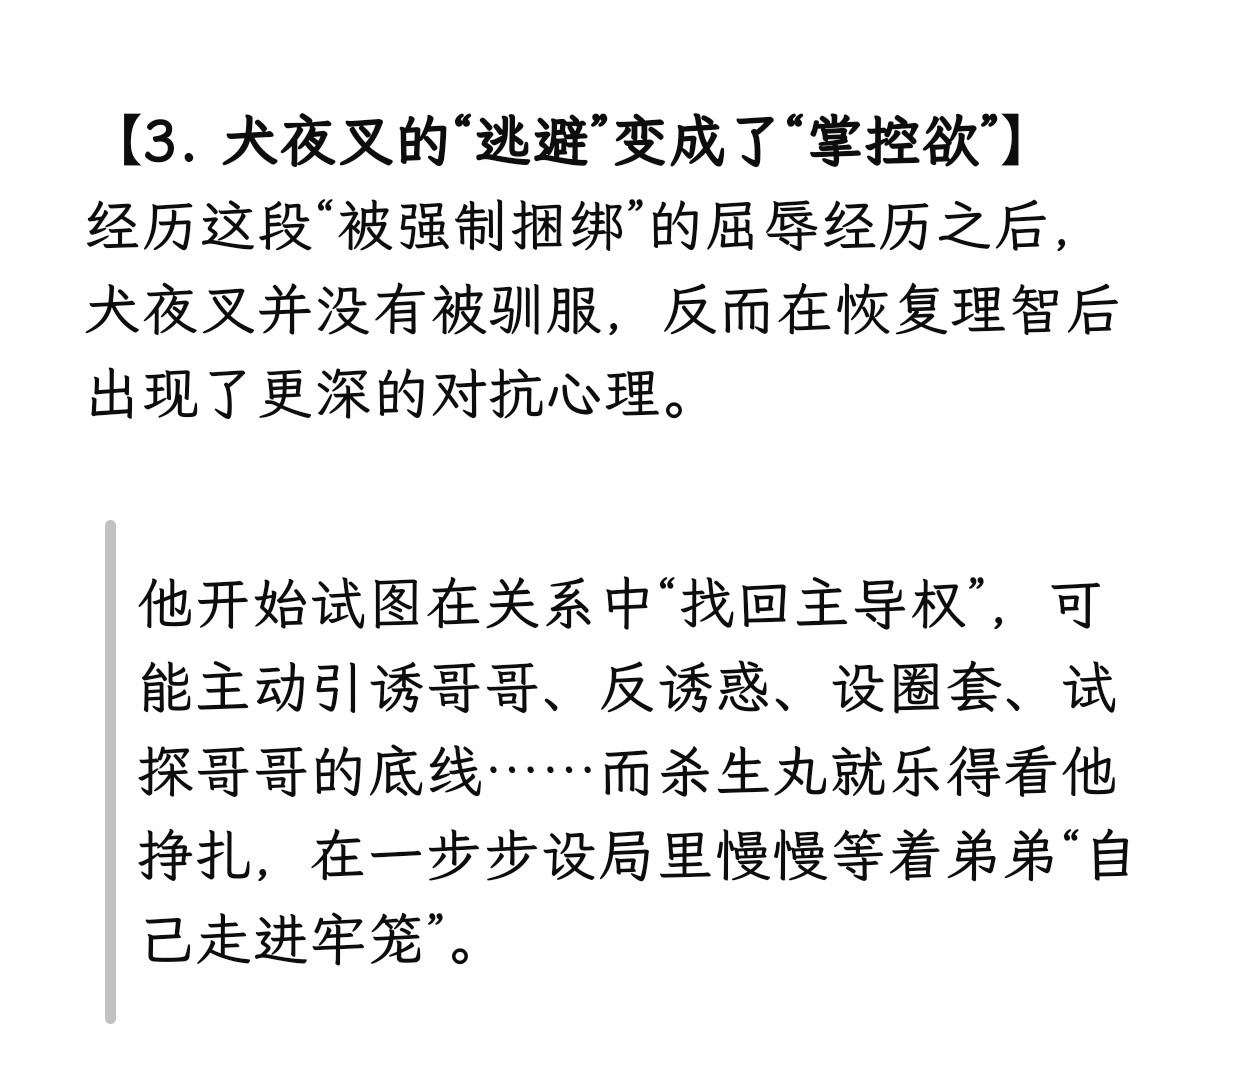 【3. 犬夜叉的“逃避”变成了“掌控欲”】
经历这段“被强制捆绑”的屈辱经历之后，
犬夜叉并没有被驯服，反而在恢复理智后
出现了更深的对抗心理。
他开始试图在关系中“找回主导权”，可
能主动引诱哥哥、反诱惑、设圈套、试
探哥哥的底线……而杀生丸就乐得看他
挣扎，在一步步设局里慢慢等着弟弟“自
己走进牢笼”。